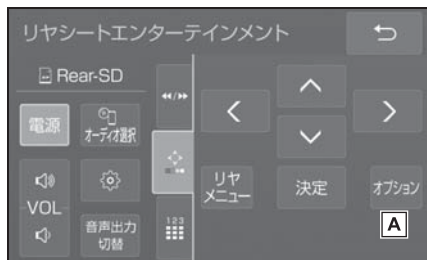 リヤシートエンターテインメント
Rear-SD
電源
オーディオ選択
VOL
音声出力
切替
123
リヤ
メニュー
決定
オプション
A